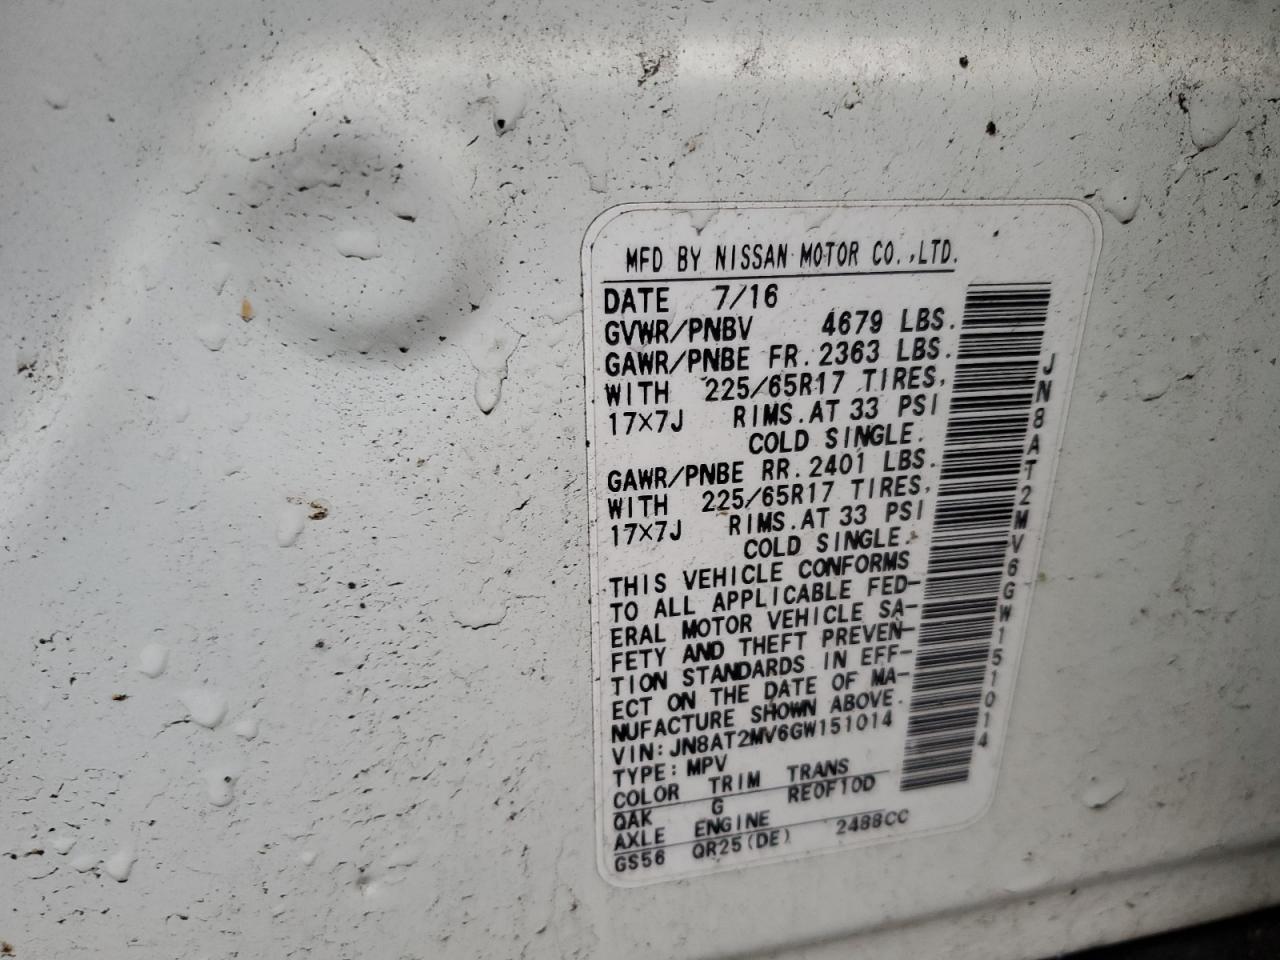 MFD BY NISSAN MOTOR CO.,LTD.
DATE 7/16
GVWR/PNBV 4679 LBS.
GAWR/PNBE FR. 2363 LBS.
WITH 225/65R17 TIRES,
17×7J RIMS. AT 33 PSI
COLD SINGLE.
GAWR/PNBE RR. 2401 LBS.
WITH 225/65R17 TIRES,
17×7J RIMS. AT 33 PSI
COLD SINGLE.
THIS VEHICLE CONFORMS
TO ALL APPLICABLE FED-
ERAL MOTOR VEHICLE SA-
FETY AND THEFT PREVEN-
TION STANDARDS IN EFF-
ECT ON THE DATE OF MA-
NUFACTURE SHOWN ABOVE.
VIN: JN8AT2MV6GW151014
TYPE: MPV
COLOR TRIM TRANS
QAK G RE0F10D
AXLE ENGINE
GS56 QR25(DE) 2488CC
JN8AT2MV6GW151014